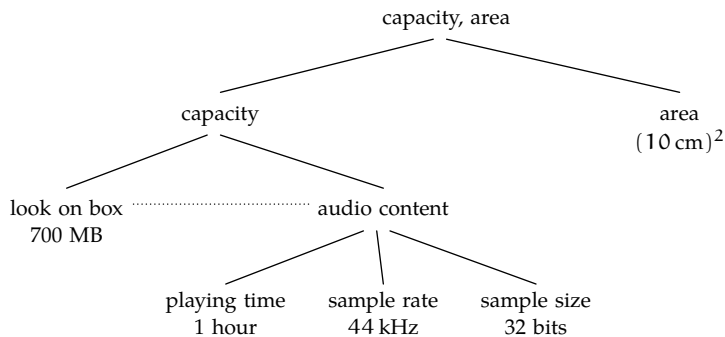 capacity, area
capacity
area
(10 cm)²
look on box
700 MB
audio content
playing time
1 hour
sample rate
44 kHz
sample size
32 bits